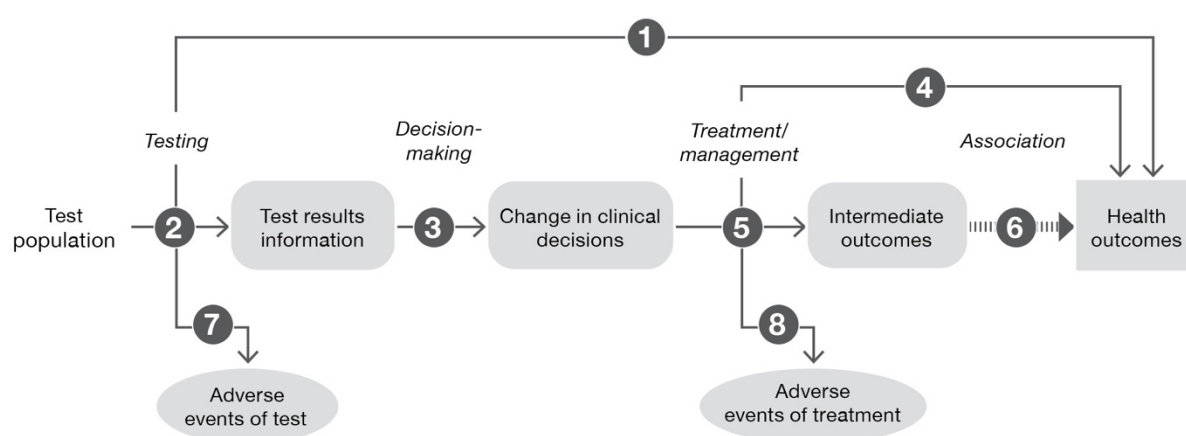 1
4
Testing
Decision-
making
Treatment/
management
Association
Test
population
2
Test results
information
3
Change in clinical
decisions
5
Intermediate
outcomes
6
Health
outcomes
7
8
Adverse
events of test
Adverse
events of treatment